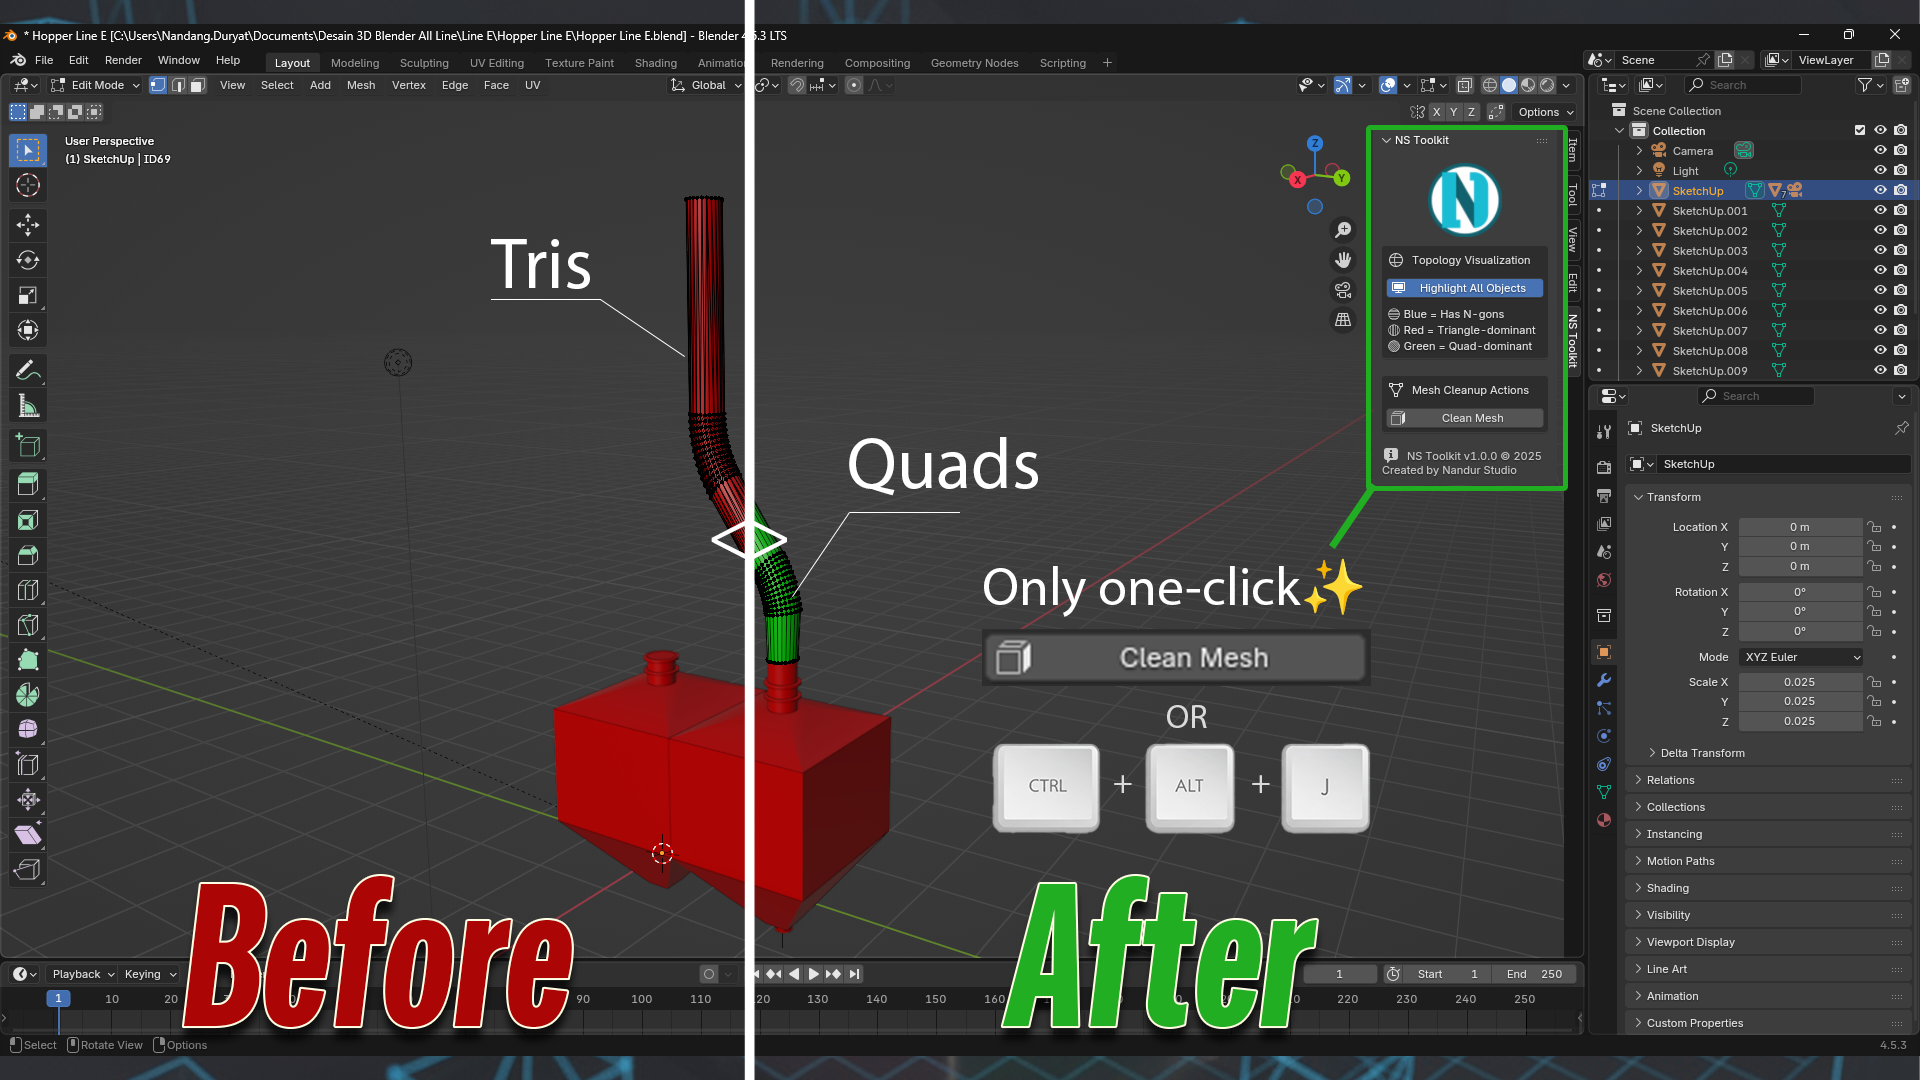 * Hopper Line E [C:\Users\Nandang.Duryat\Documents\Desain 3D Blender All Line\Line E\Hopper Line E\Hopper Line E.blend] - Blender 4.5.3 LTS
File Edit Render Window Help
Layout Modeling Sculpting UV Editing Texture Paint Shading Animation Rendering Compositing Geometry Nodes Scripting +
Scene
ViewLayer
Edit Mode
View Select Add Mesh Vertex Edge Face UV
Global
Search
X Y Z
Options
User Perspective
(1) SketchUp | ID69
Z
X
Y
Tris
Quads
NS Toolkit
N
Topology Visualization
Highlight All Objects
Blue = Has N-gons
Red = Triangle-dominant
Green = Quad-dominant
Mesh Cleanup Actions
Clean Mesh
NS Toolkit v1.0.0 © 2025
Created by Nandur Studio
Item
Tool
View
Edit
NS Toolkit
Only one-click✨
Clean Mesh
OR
CTRL + ALT + J
Before
After
Scene Collection
Collection
Camera
Light
SketchUp
7
SketchUp.001
SketchUp.002
SketchUp.003
SketchUp.004
SketchUp.005
SketchUp.006
SketchUp.007
SketchUp.008
SketchUp.009
Search
SketchUp
SketchUp
Transform
Location X 0 m
Y 0 m
Z 0 m
Rotation X 0°
Y 0°
Z 0°
Mode XYZ Euler
Scale X 0.025
Y 0.025
Z 0.025
Delta Transform
Relations
Collections
Instancing
Motion Paths
Shading
Visibility
Viewport Display
Line Art
Animation
Custom Properties
Playback Keying
1 Start 1 End 250
1 10 20 90 100 110 120 130 140 150 160 220 230 240 250
Select Rotate View Options
4.5.3